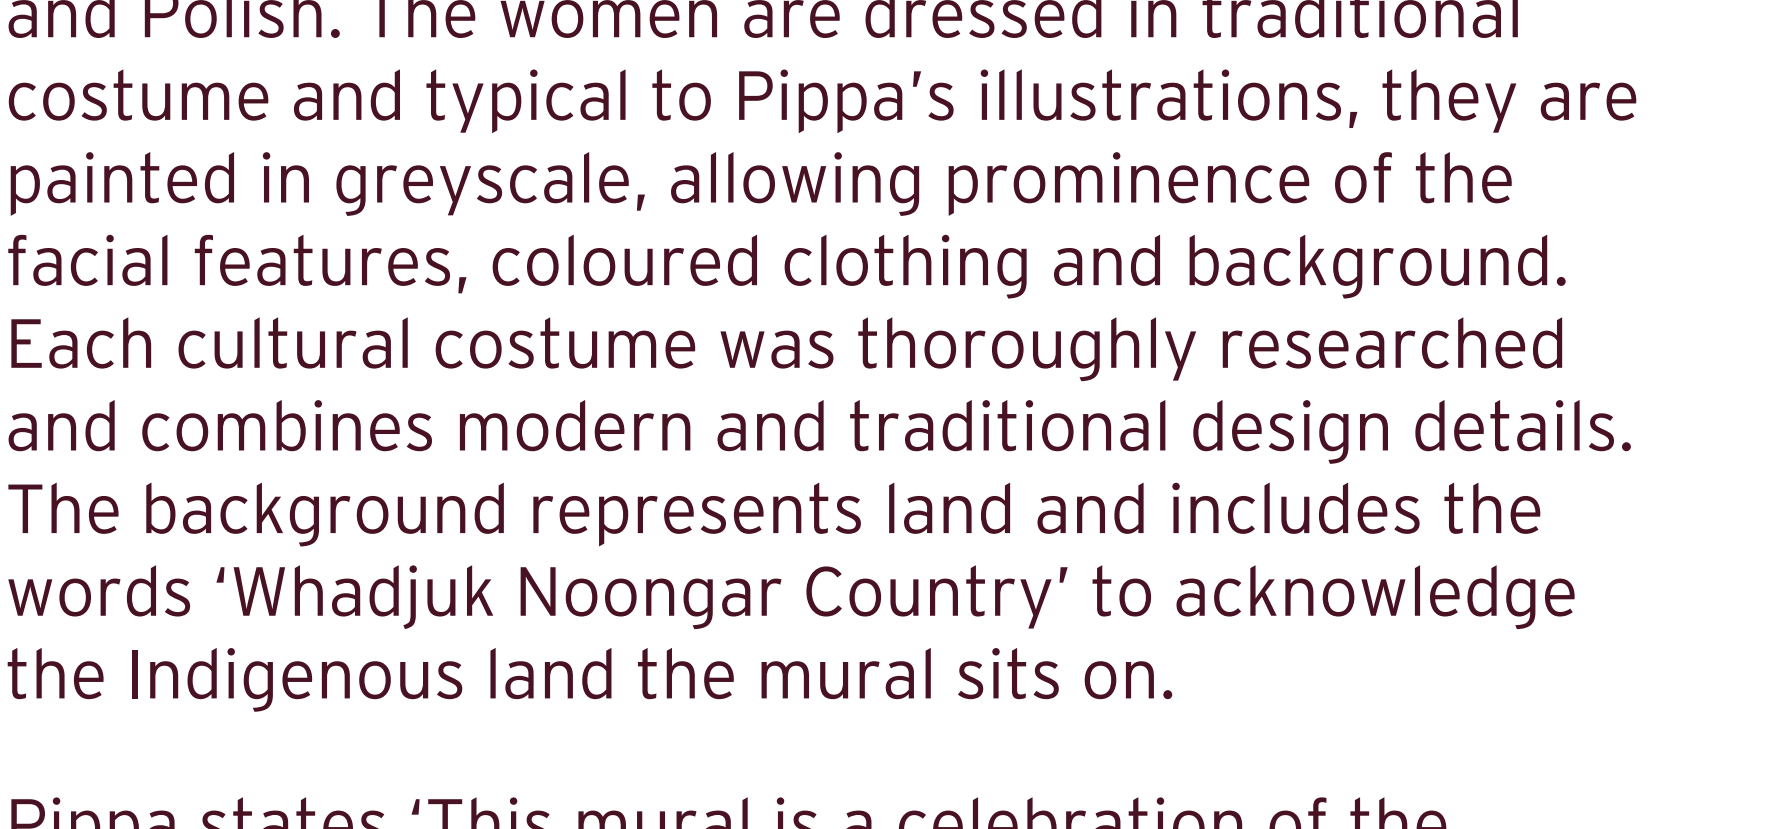 and Polish. The women are dressed in traditional
costume and typical to Pippa’s illustrations, they are
painted in greyscale, allowing prominence of the
facial features, coloured clothing and background.
Each cultural costume was thoroughly researched
and combines modern and traditional design details.
The background represents land and includes the
words ‘Whadjuk Noongar Country’ to acknowledge
the Indigenous land the mural sits on.
Pippa states ‘This mural is a celebration of the